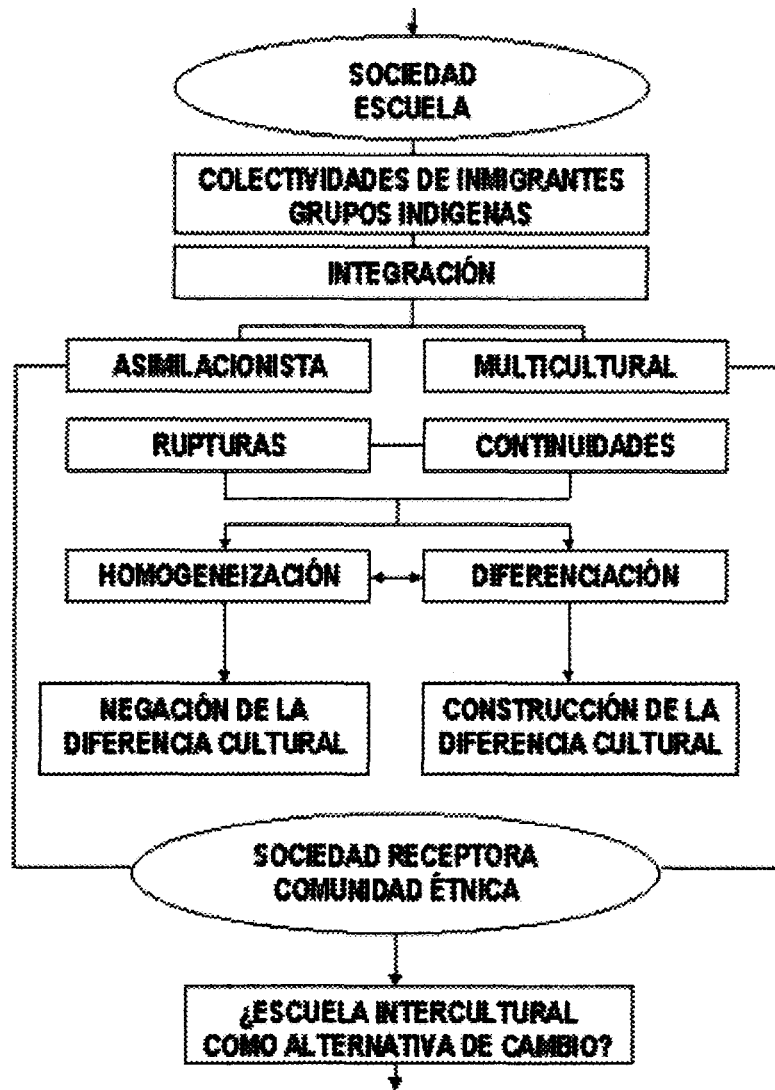 SOCIEDAD
ESCUELA
COLECTIVIDADES DE INMIGRANTES
GRUPOS INDIGENAS
INTEGRACIÓN
ASIMILACIONISTA
MULTICULTURAL
RUPTURAS
CONTINUIDADES
HOMOGENEIZACIÓN
DIFERENCIACIÓN
NEGACIÓN DE LA
DIFERENCIA CULTURAL
CONSTRUCCIÓN DE LA
DIFERENCIA CULTURAL
SOCIEDAD RECEPTORA
COMUNIDAD ÉTNICA
¿ESCUELA INTERCULTURAL
COMO ALTERNATIVA DE CAMBIO?